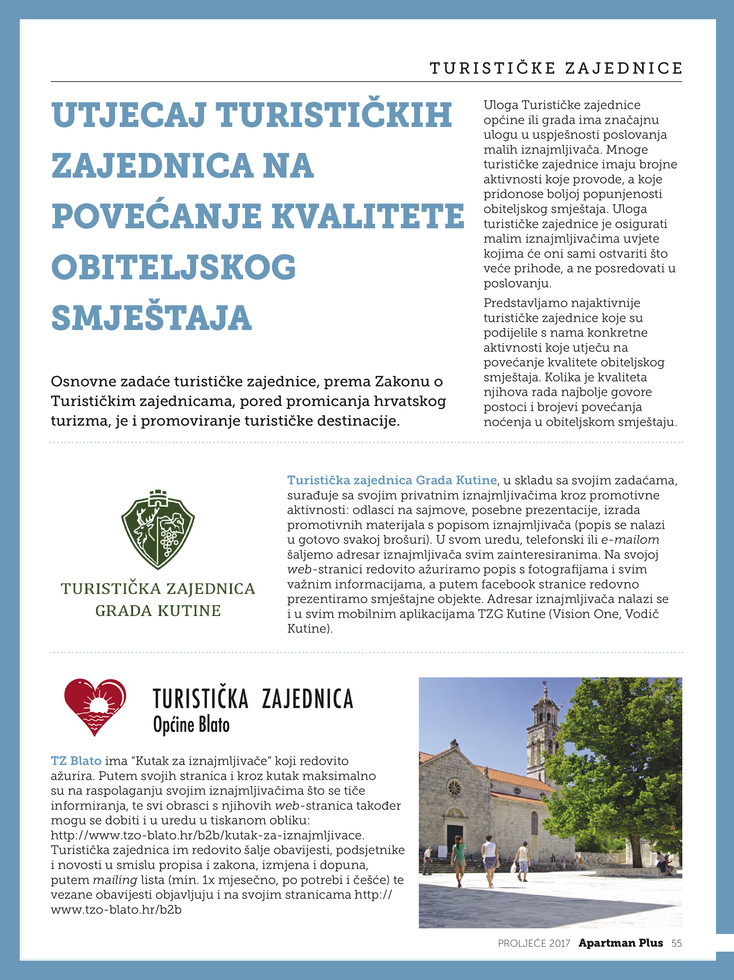 TURISTIČKE ZAJEDNICE
UTJECAJ TURISTIČKIH
ZAJEDNICA NA
POVEĆANJE KVALITETE
OBITELJSKOG
SMJEŠTAJA
Osnovne zadaće turističke zajednice, prema Zakonu o
Turističkim zajednicama, pored promicanja hrvatskog
turizma, je i promoviranje turističke destinacije.
Uloga Turističke zajednice
općine ili grada ima značajnu
ulogu u uspješnosti poslovanja
malih iznajmljivača. Mnoge
turističke zajednice imaju brojne
aktivnosti koje provode, a koje
pridonose boljoj popunjenosti
obiteljskog smještaja. Uloga
turističke zajednice je osigurati
malim iznajmljivačima uvjete
kojima će oni sami ostvariti što
veće prihode, a ne posredovati u
poslovanju.
Predstavljamo najaktivnije
turističke zajednice koje su
podijelile s nama konkretne
aktivnosti koje utječu na
povećanje kvalitete obiteljskog
smještaja. Kolika je kvaliteta
njihova rada najbolje govore
postoci i brojevi povećanja
noćenja u obiteljskom smještaju.
TURISTIČKA ZAJEDNICA
GRADA KUTINE
Turistička zajednica Grada Kutine, u skladu sa svojim zadaćama,
surađuje sa svojim privatnim iznajmljivačima kroz promotivne
aktivnosti: odlasci na sajmove, posebne prezentacije, izrada
promotivnih materijala s popisom iznajmljivača (popis se nalazi
u gotovo svakoj brošuri). U svom uredu, telefonski ili e-mailom
šaljemo adresar iznajmljivača svim zainteresiranima. Na svojoj
web-stranici redovito ažuriramo popis s fotografijama i svim
važnim informacijama, a putem facebook stranice redovno
prezentiramo smještajne objekte. Adresar iznajmljivača nalazi se
i u svim mobilnim aplikacijama TZG Kutine (Vision One, Vodič
Kutine).
TURISTIČKA ZAJEDNICA
Općine Blato
TZ Blato ima “Kutak za iznajmljivače” koji redovito
ažurira. Putem svojih stranica i kroz kutak maksimalno
su na raspolaganju svojim iznajmljivačima što se tiče
informiranja, te svi obrasci s njihovih web-stranica također
mogu se dobiti i u uredu u tiskanom obliku:
http://www.tzo-blato.hr/b2b/kutak-za-iznajmljivace.
Turistička zajednica im redovito šalje obavijesti, podsjetnike
i novosti u smislu propisa i zakona, izmjena i dopuna,
putem mailing lista (min. 1x mjesečno, po potrebi i češće) te
vezane obavijesti objavljuju i na svojim stranicama http://
www.tzo-blato.hr/b2b
PROLJEĆE 2017 Apartman Plus 55